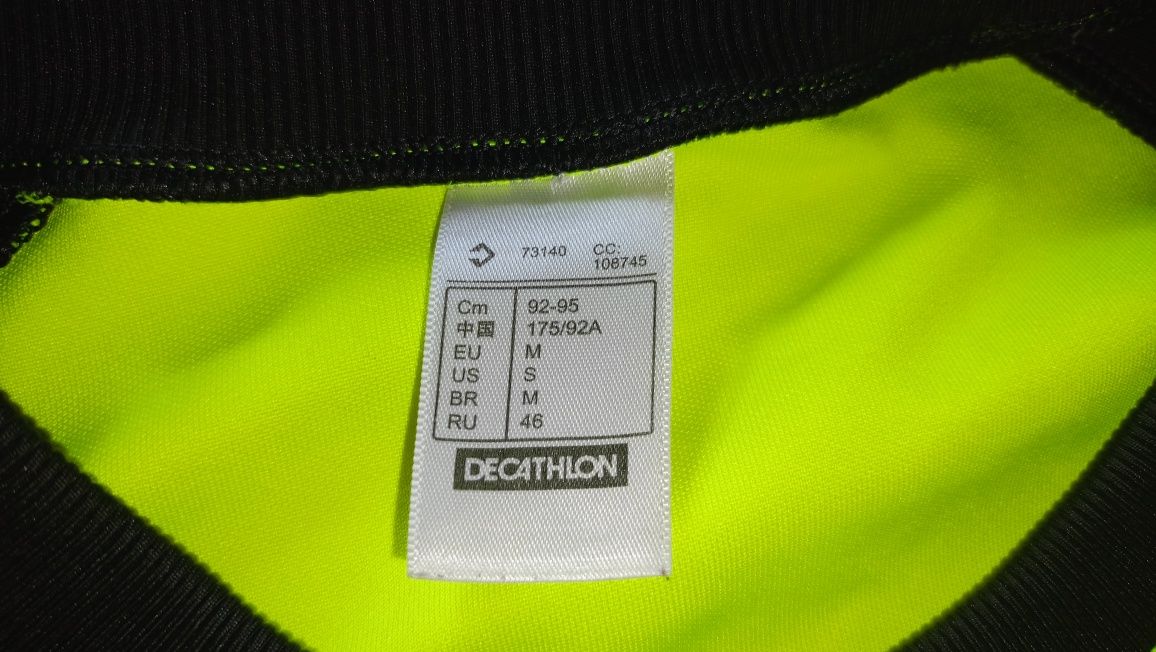 73140 CC:
108745
Cm 92-95
中国 175/92A
EU M
US S
BR M
RU 46
DECATHLON